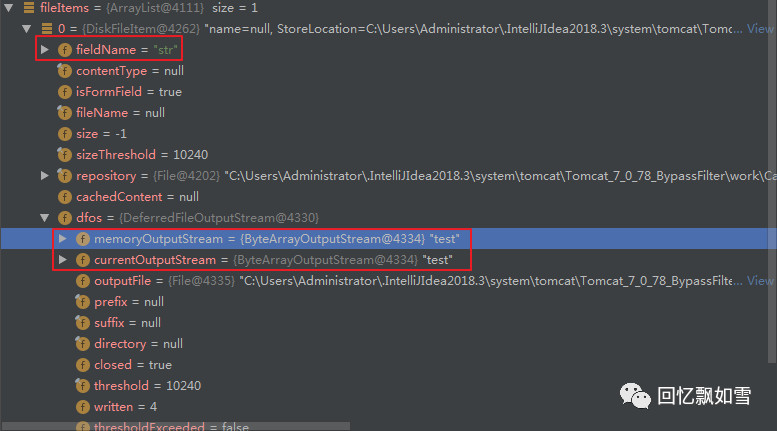 fileItems = {ArrayList@4111} size = 1
0 = {DiskFileItem@4262} "name=null, StoreLocation=C:\Users\Administrator\.IntelliJIdea2018.3\system\tomcat\Tomc... View
fieldName = "str"
contentType = null
isFormField = true
fileName = null
size = -1
sizeThreshold = 10240
repository = {File@4202} "C:\Users\Administrator\.IntelliJIdea2018.3\system\tomcat\Tomcat_7_0_78_BypassFilter\work\Ca
cachedContent = null
dfos = {DeferredFileOutputStream@4330}
memoryOutputStream = {ByteArrayOutputStream@4334} "test"
currentOutputStream = {ByteArrayOutputStream@4334} "test"
outputFile = {File@4335} "C:\Users\Administrator\.IntelliJIdea2018.3\system\tomcat\Tomcat_7_0_78_BypassFilte... View
prefix = null
suffix = null
directory = null
closed = true
threshold = 10240
written = 4
thresholdExceeded = false
回忆飘如雪